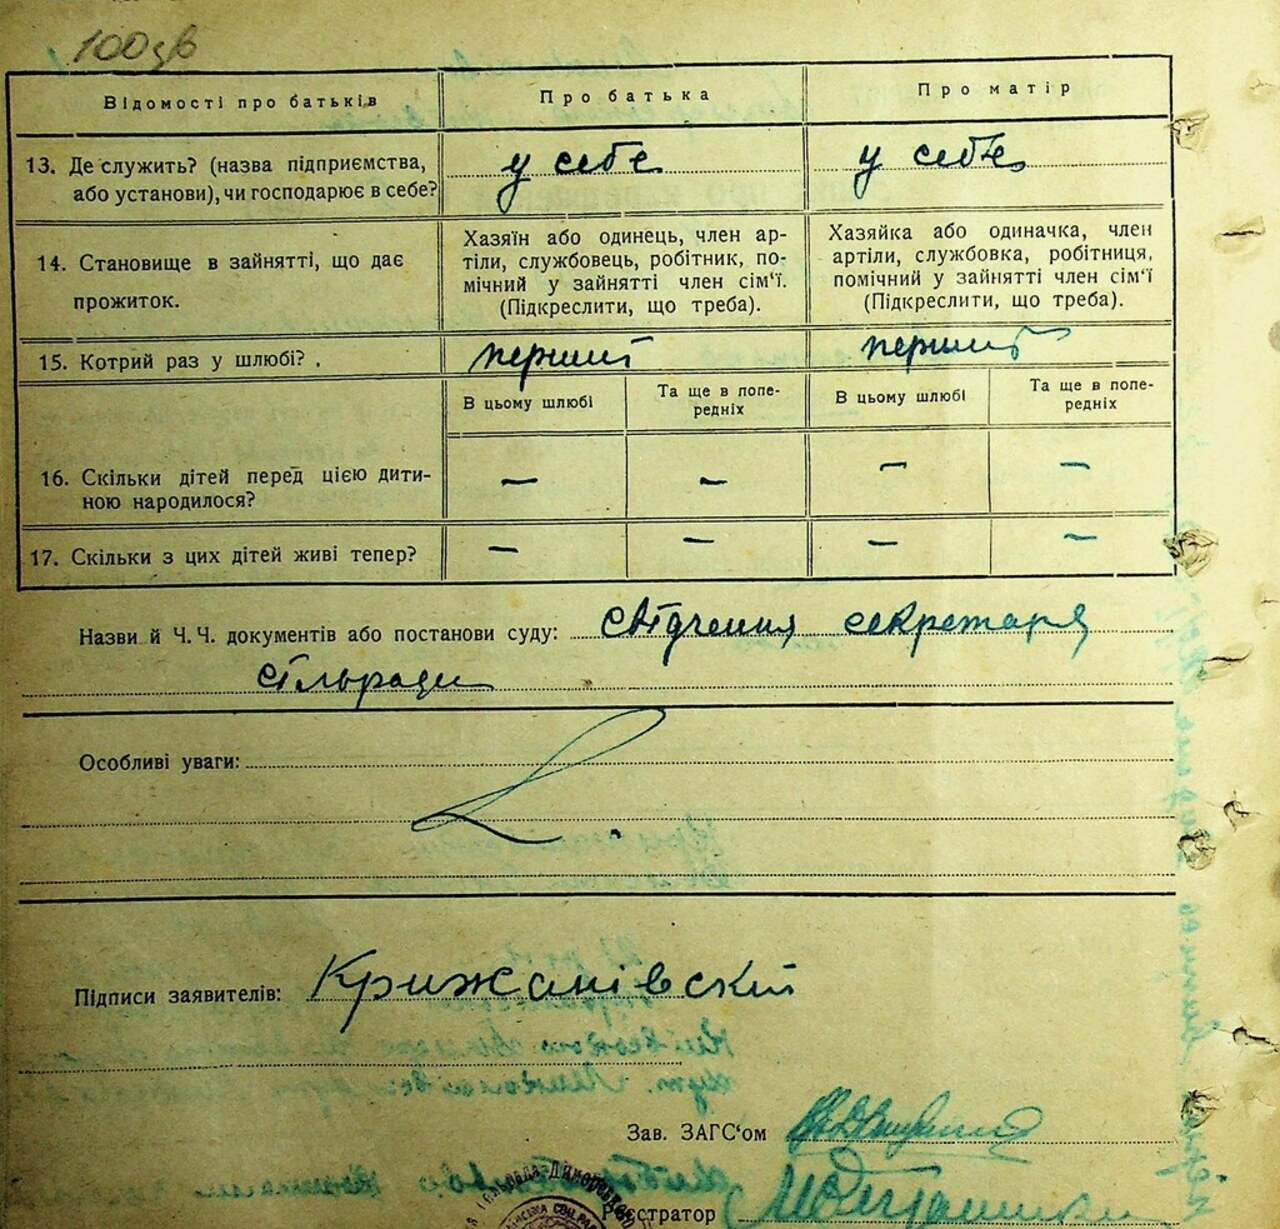 100зв
Відомості про батьків
Про батька
Про матір
13. Де служить? (назва підприємства,
або установи), чи господарює в себе?
у себе
у себе
14. Становище в зайнятті, що дає
прожиток.
Хазяїн або одинець, член ар-
тіли, службовець, робітник, по-
мічний у зайнятті член сім‘ї.
(Підкреслити, що треба).
Хазяйка або одиначка, член
артіли, службовка, робітниця,
помічний у зайнятті член сім‘ї
(Підкреслити, що треба).
15. Котрий раз у шлюбі? .
перший
перший
В цьому шлюбі
Та ще в попе-
редніх
В цьому шлюбі
Та ще в попе-
редніх
16. Скільки дітей перед цією дити-
ною народилося?
— — — —
17. Скільки з цих дітей живі тепер?
— — — —
Назви й Ч.Ч. документів або постанови суду: свідчення секретаря
сільради
Особливі уваги:
Підписи заявителів: Крижанівскій
Зав. ЗАГС‘ом
Реєстратор